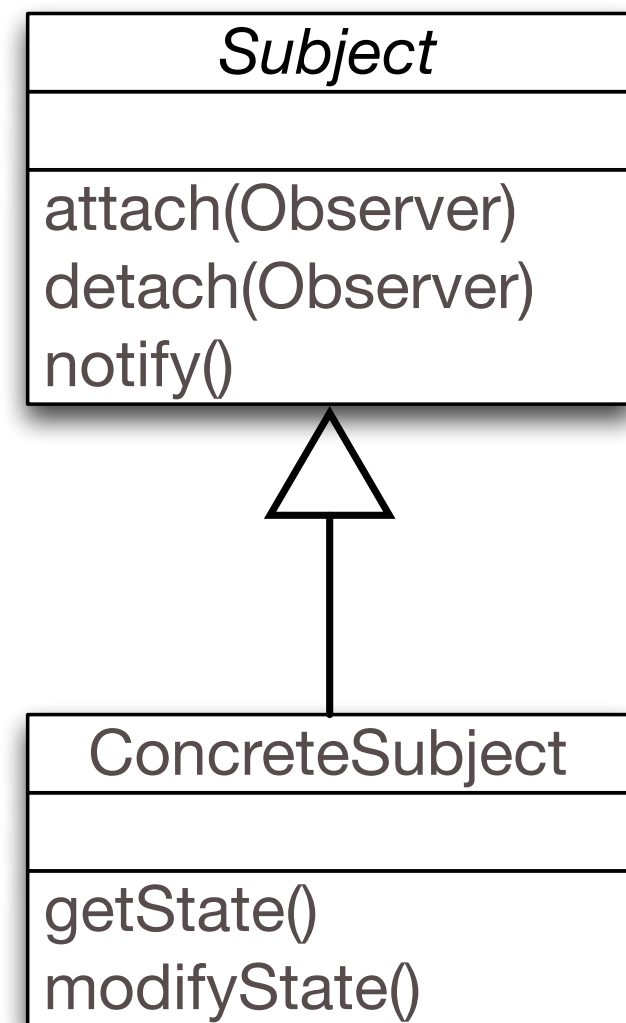 Subject
attach(Observer)
detach(Observer)
notify()
ConcreteSubject
getState()
modifyState()